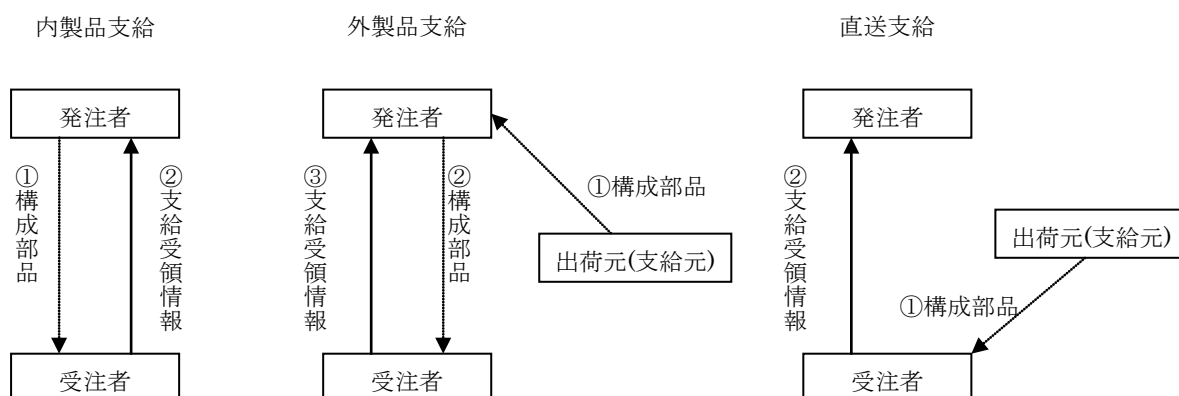 内製品支給
発注者
①構成部品
②支給受領情報
受注者
外製品支給
発注者
③支給受領情報
②構成部品
①構成部品
出荷元(支給元)
受注者
直送支給
発注者
②支給受領情報
出荷元(支給元)
①構成部品
受注者